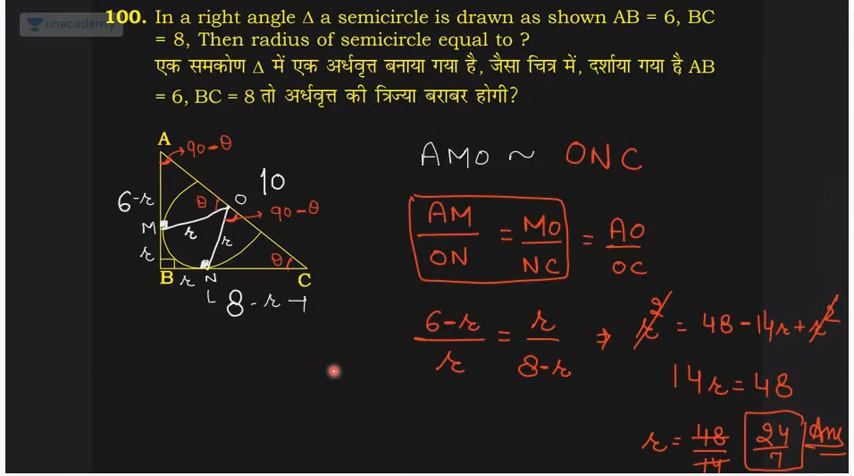 unacademy
100. In a right angle Δ a semicircle is drawn as shown AB = 6, BC
= 8, Then radius of semicircle equal to ?
एक समकोण Δ में एक अर्धवृत्त बनाया गया है, जैसा चित्र में, दर्शाया गया है AB
= 6, BC = 8 तो अर्धवृत्त की त्रिज्या बराबर होगी?
A
90-θ
10
6-r
θ
O
90-θ
M
r
r
r
θ
B
r
N
C
8-r
AMO ~ ONC
AM/ON = MO/NC = AO/OC
6-r/r = r/8-r ⇒ r² = 48-14r+r²
14r = 48
r = 48/14 24/7 Ans